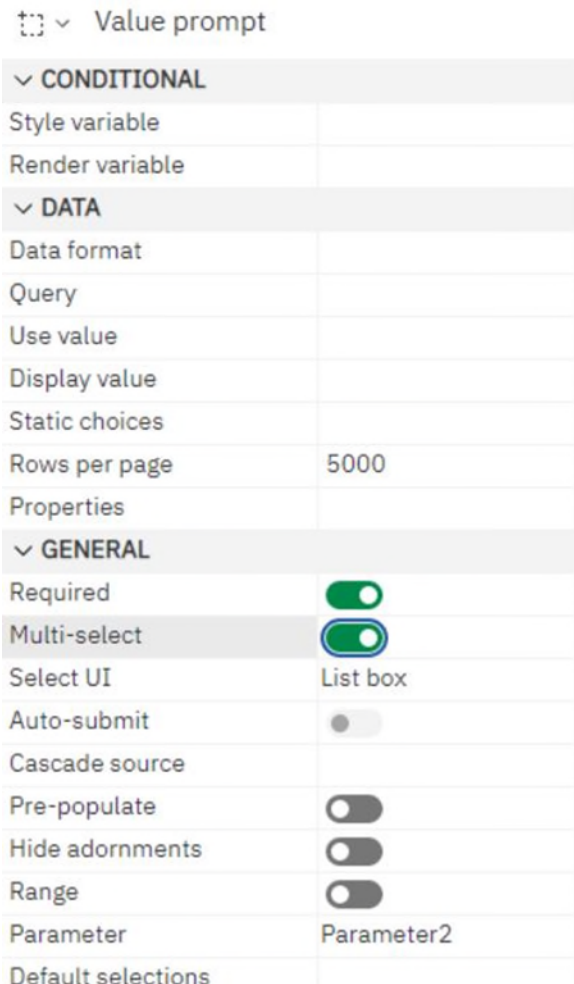 Value prompt
CONDITIONAL
Style variable
Render variable
DATA
Data format
Query
Use value
Display value
Static choices
Rows per page 5000
Properties
GENERAL
Required
Multi-select
Select UI List box
Auto-submit
Cascade source
Pre-populate
Hide adornments
Range
Parameter Parameter2
Default selections